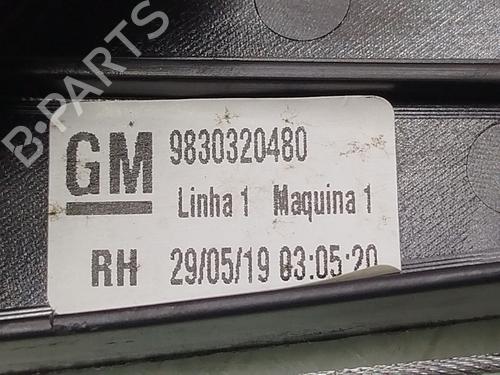 B-PARTS
GM
9830320480
Linha 1 Maquina 1
RH 29/05/19 03:05:20